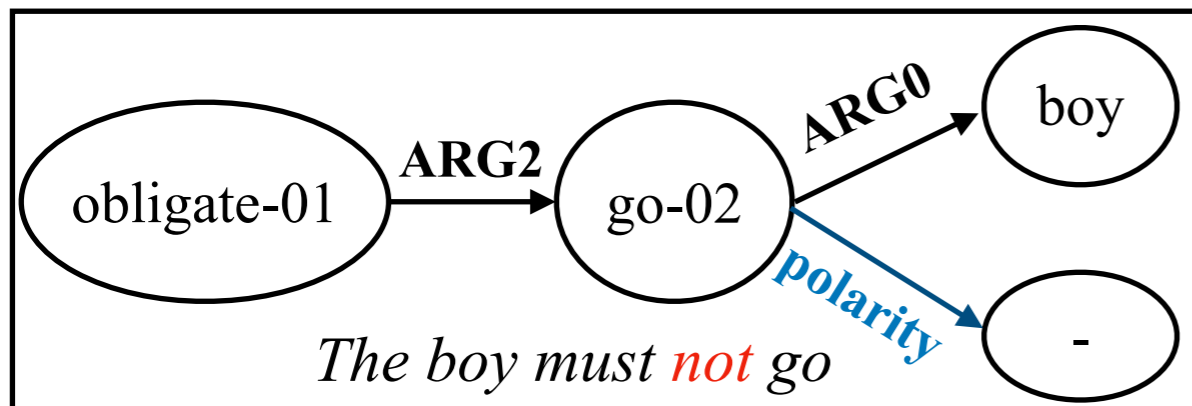 obligate-01
ARG2
go-02
ARG0
boy
polarity
-
The boy must not go